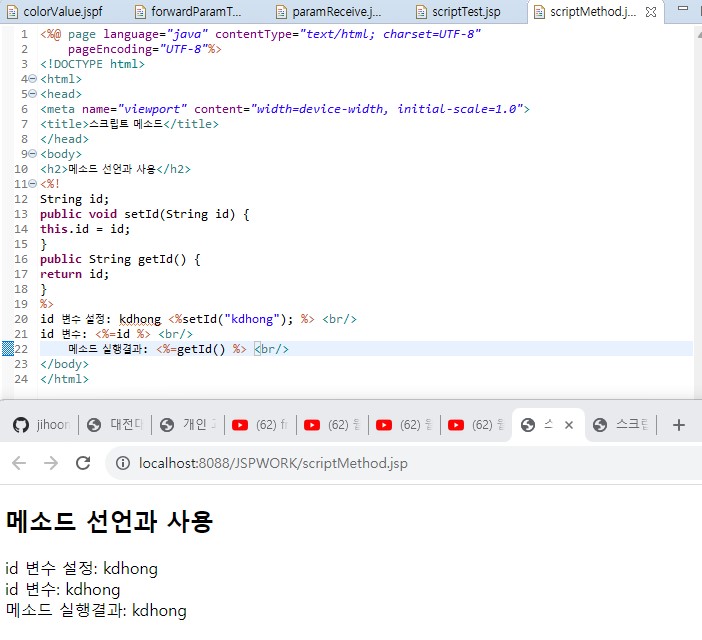 colorValue.jspf forwardParamT... paramReceive.j... scriptTest.jsp scriptMethod.j...
1 <%@ page language="java" contentType="text/html; charset=UTF-8"
2 pageEncoding="UTF-8"%>
3 <!DOCTYPE html>
4 <html>
5 <head>
6 <meta name="viewport" content="width=device-width, initial-scale=1.0">
7 <title>스크립트 메소드</title>
8 </head>
9 <body>
10 <h2>메소드 선언과 사용</h2>
11 <%!
12 String id;
13 public void setId(String id) {
14 this.id = id;
15 }
16 public String getId() {
17 return id;
18 }
19 %>
20 id 변수 설정: kdhong <%setId("kdhong"); %> <br/>
21 id 변수: <%=id %> <br/>
22 메소드 실행결과: <%=getId() %> <br/>
23 </body>
24 </html>
jihoon 대전 개인 (62) (62) (62) (62) 스 스크
localhost:8088/JSPWORK/scriptMethod.jsp
메소드 선언과 사용
id 변수 설정: kdhong
id 변수: kdhong
메소드 실행결과: kdhong